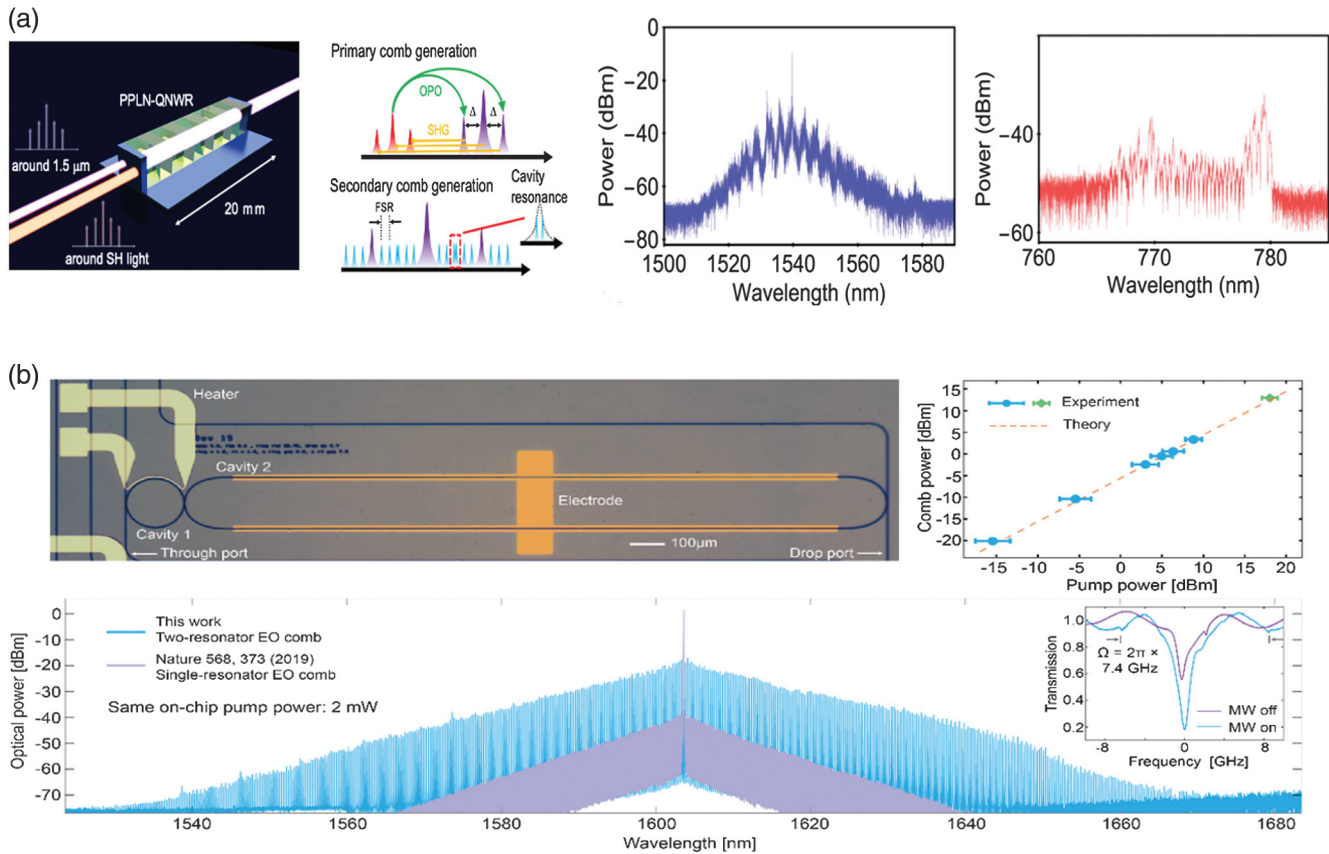 (a)
PPLN-QNWR
around 1.5 μm
20 mm
around SH light
Primary comb generation
OPO
Δ Δ
SHG
Secondary comb generation
FSR
Cavity
resonance
0
−20
−40
−60
−80
Power (dBm)
1500 1520 1540 1560 1580
Wavelength (nm)
−40
−60
Power (dBm)
760 770 780
Wavelength (nm)
(b)
Heater
Cavity 2
Electrode
Cavity 1
100μm
Through port
Drop port
15
10
5
0
-5
-10
-15
-20
Comb power [dBm]
Experiment
Theory
-15 -10 -5 0 5 10 15 20
Pump power [dBm]
0
-10
-20
-30
-40
-50
-60
-70
Optical power [dBm]
This work
Two-resonator EO comb
Nature 568, 373 (2019)
Single-resonator EO comb
Same on-chip pump power: 2 mW
1540 1560 1580 1600 1620 1640 1660 1680
Wavelength [nm]
1.0
0.8
0.6
0.4
0.2
Transmission
Ω = 2π ×
7.4 GHz
MW off
MW on
-8 0 8
Frequency [GHz]